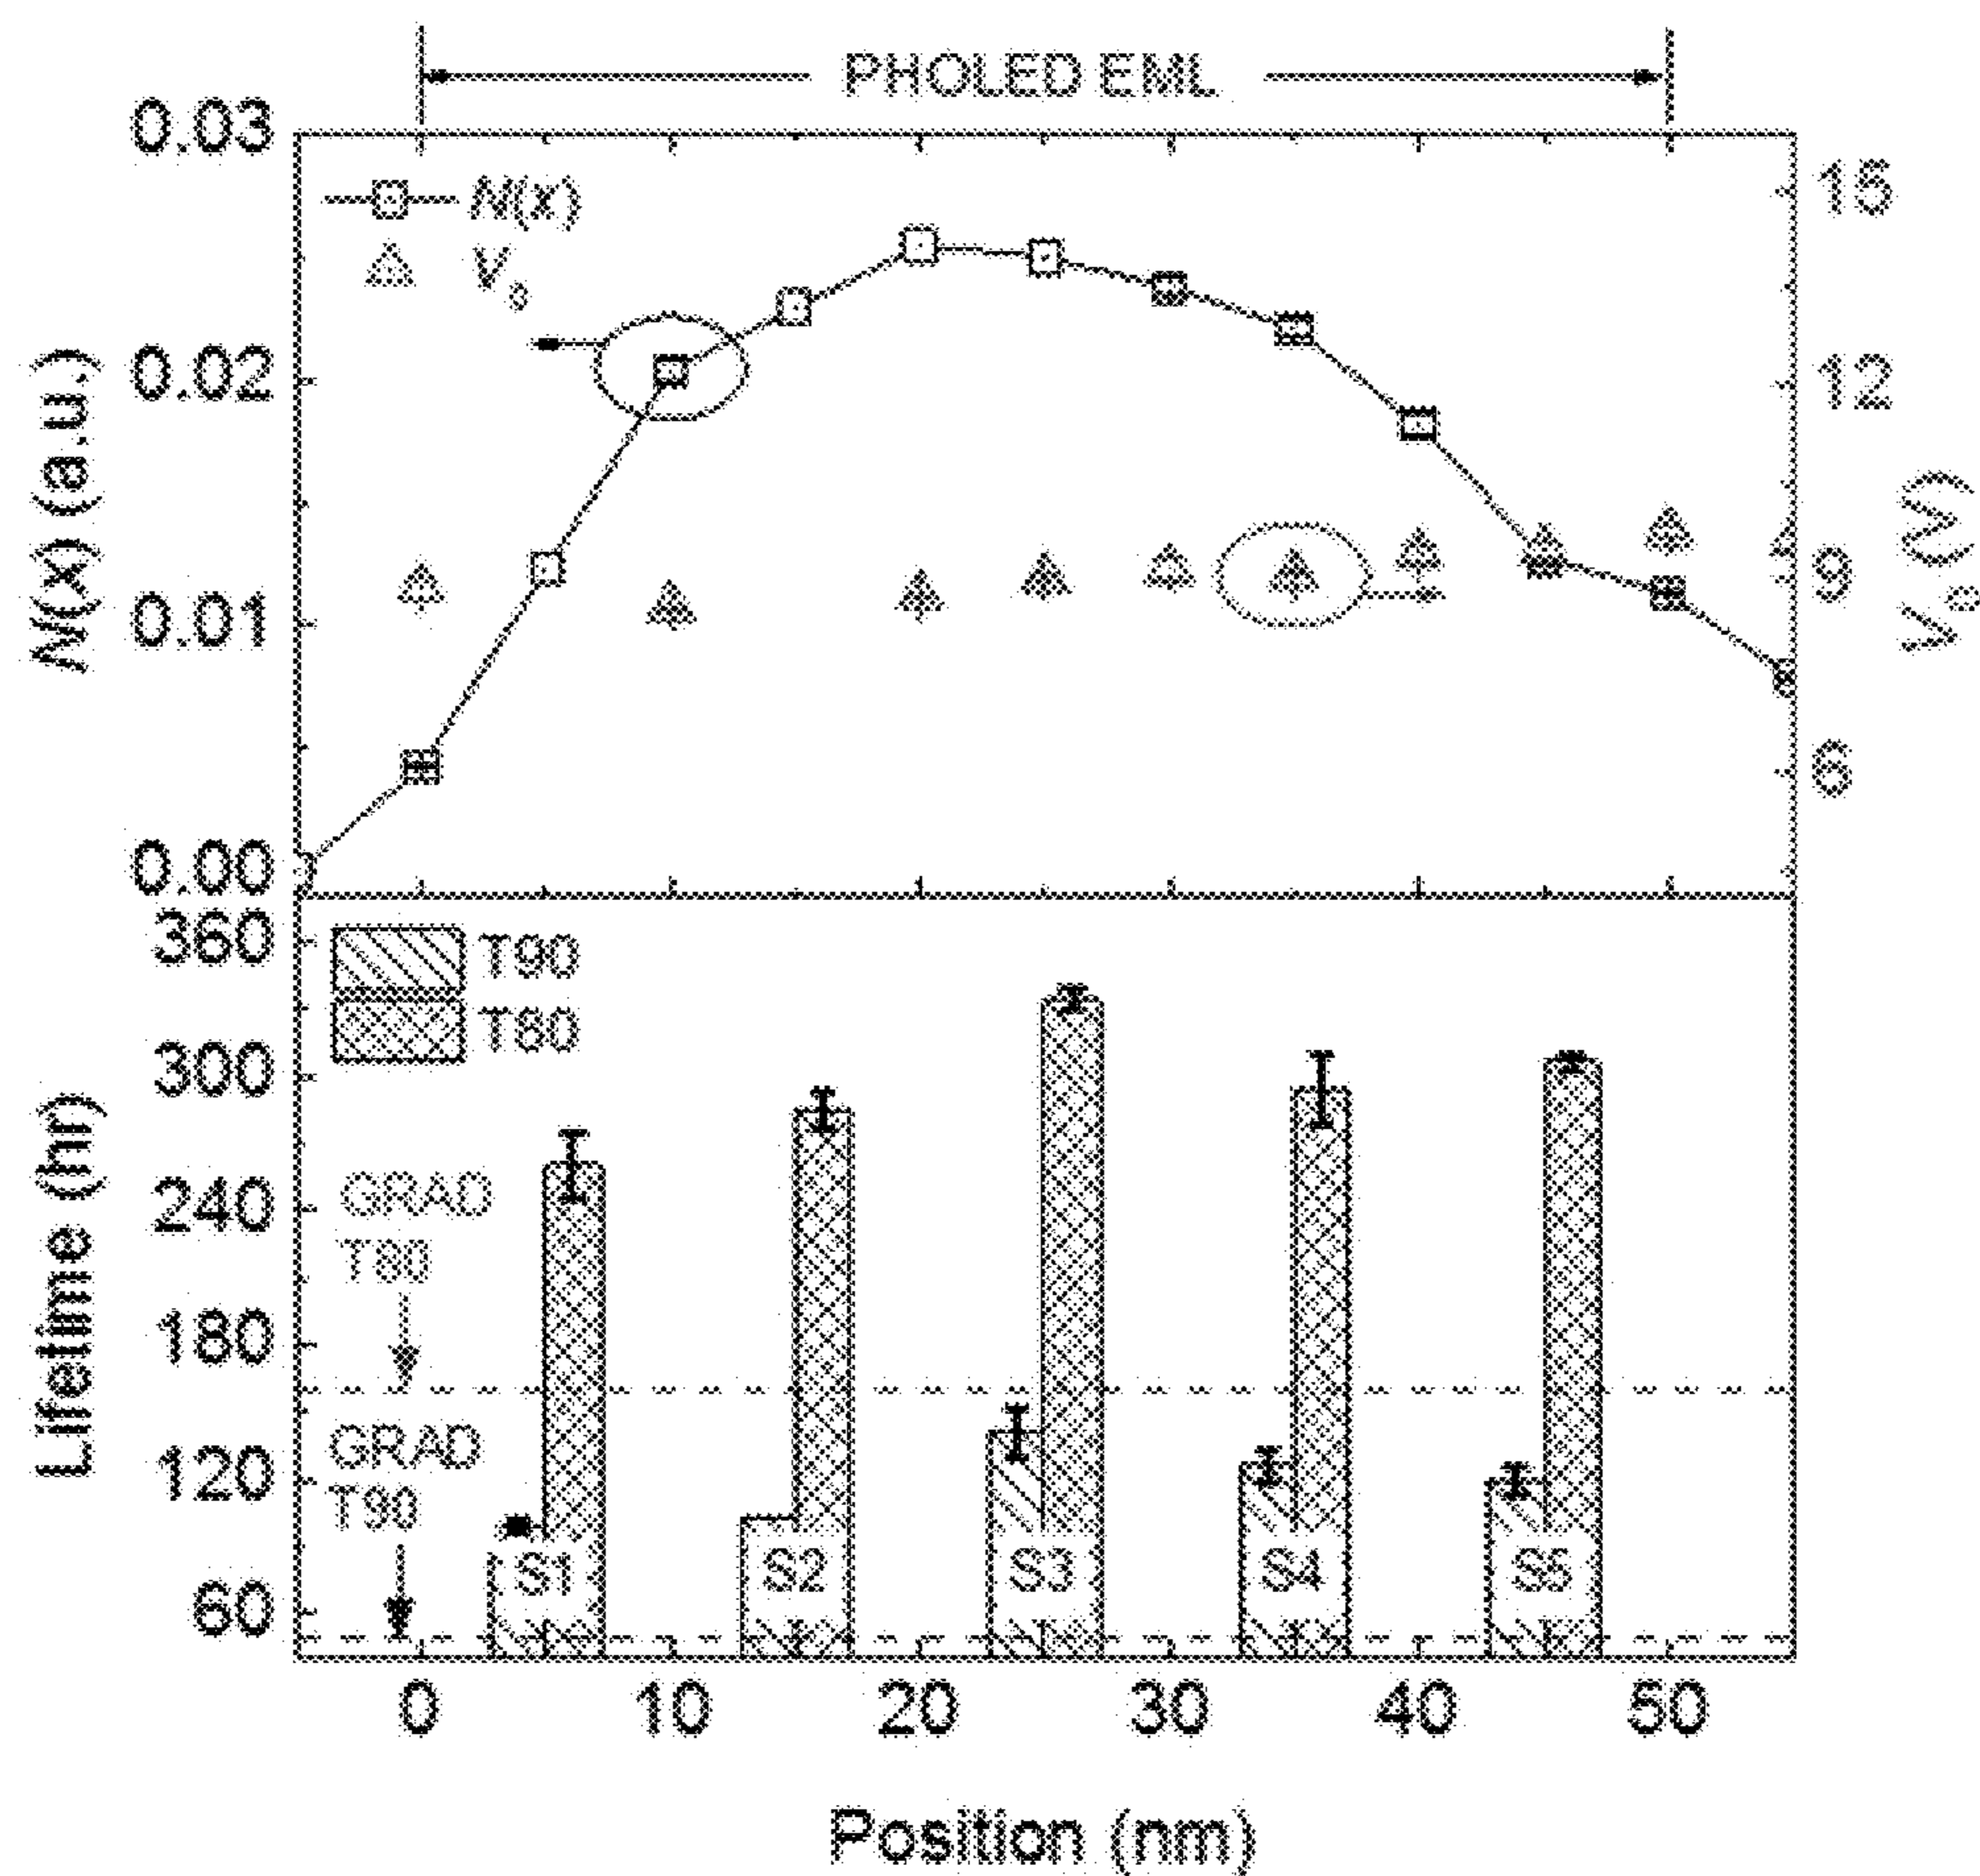 PHOLED EML
0.03
0.02
0.01
0.00
N(x) (a.u.)
N(x)
V0
15
12
9
6
V0 (V)
360
300
240
180
120
60
Lifetime (hr)
T90
T80
GRAD
T80
GRAD
T90
S1 S2 S3 S4 S5
0 10 20 30 40 50
Position (nm)